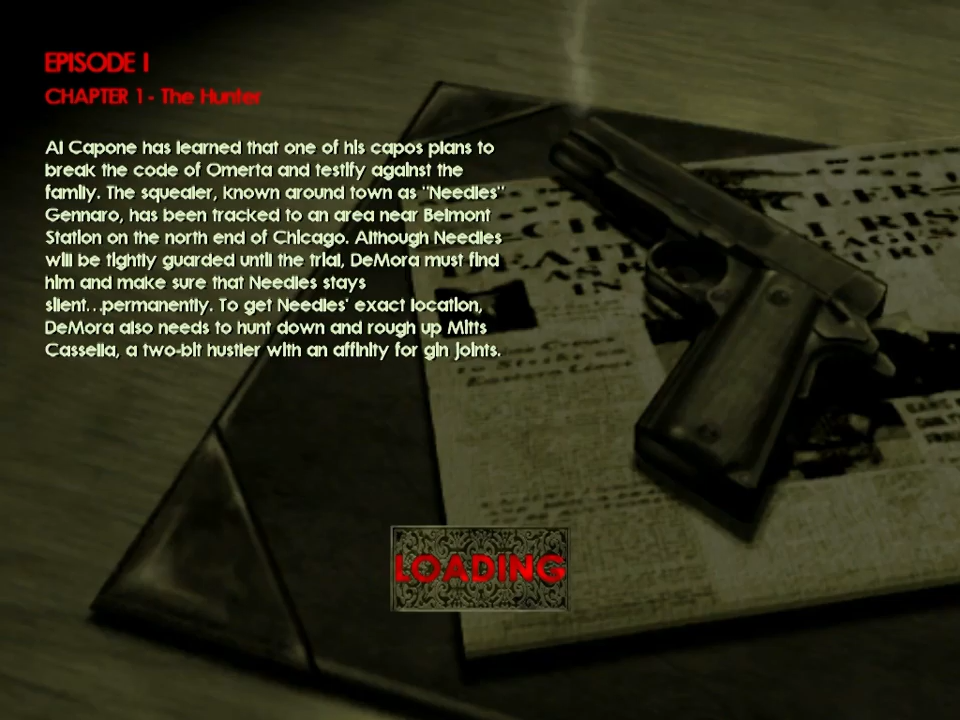 EPISODE I
CHAPTER 1 - The Hunter
Al Capone has learned that one of his capos plans to
break the code of Omerta and testify against the
family. The squealer, known around town as "Needles"
Gennaro, has been tracked to an area near Belmont
Station on the north end of Chicago. Although Needles
will be tightly guarded until the trial, DeMora must find
him and make sure that Needles stays
silent...permanently. To get Needles' exact location,
DeMora also needs to hunt down and rough up Mitts
Cassella, a two-bit hustler with an affinity for gin joints.
LOADING